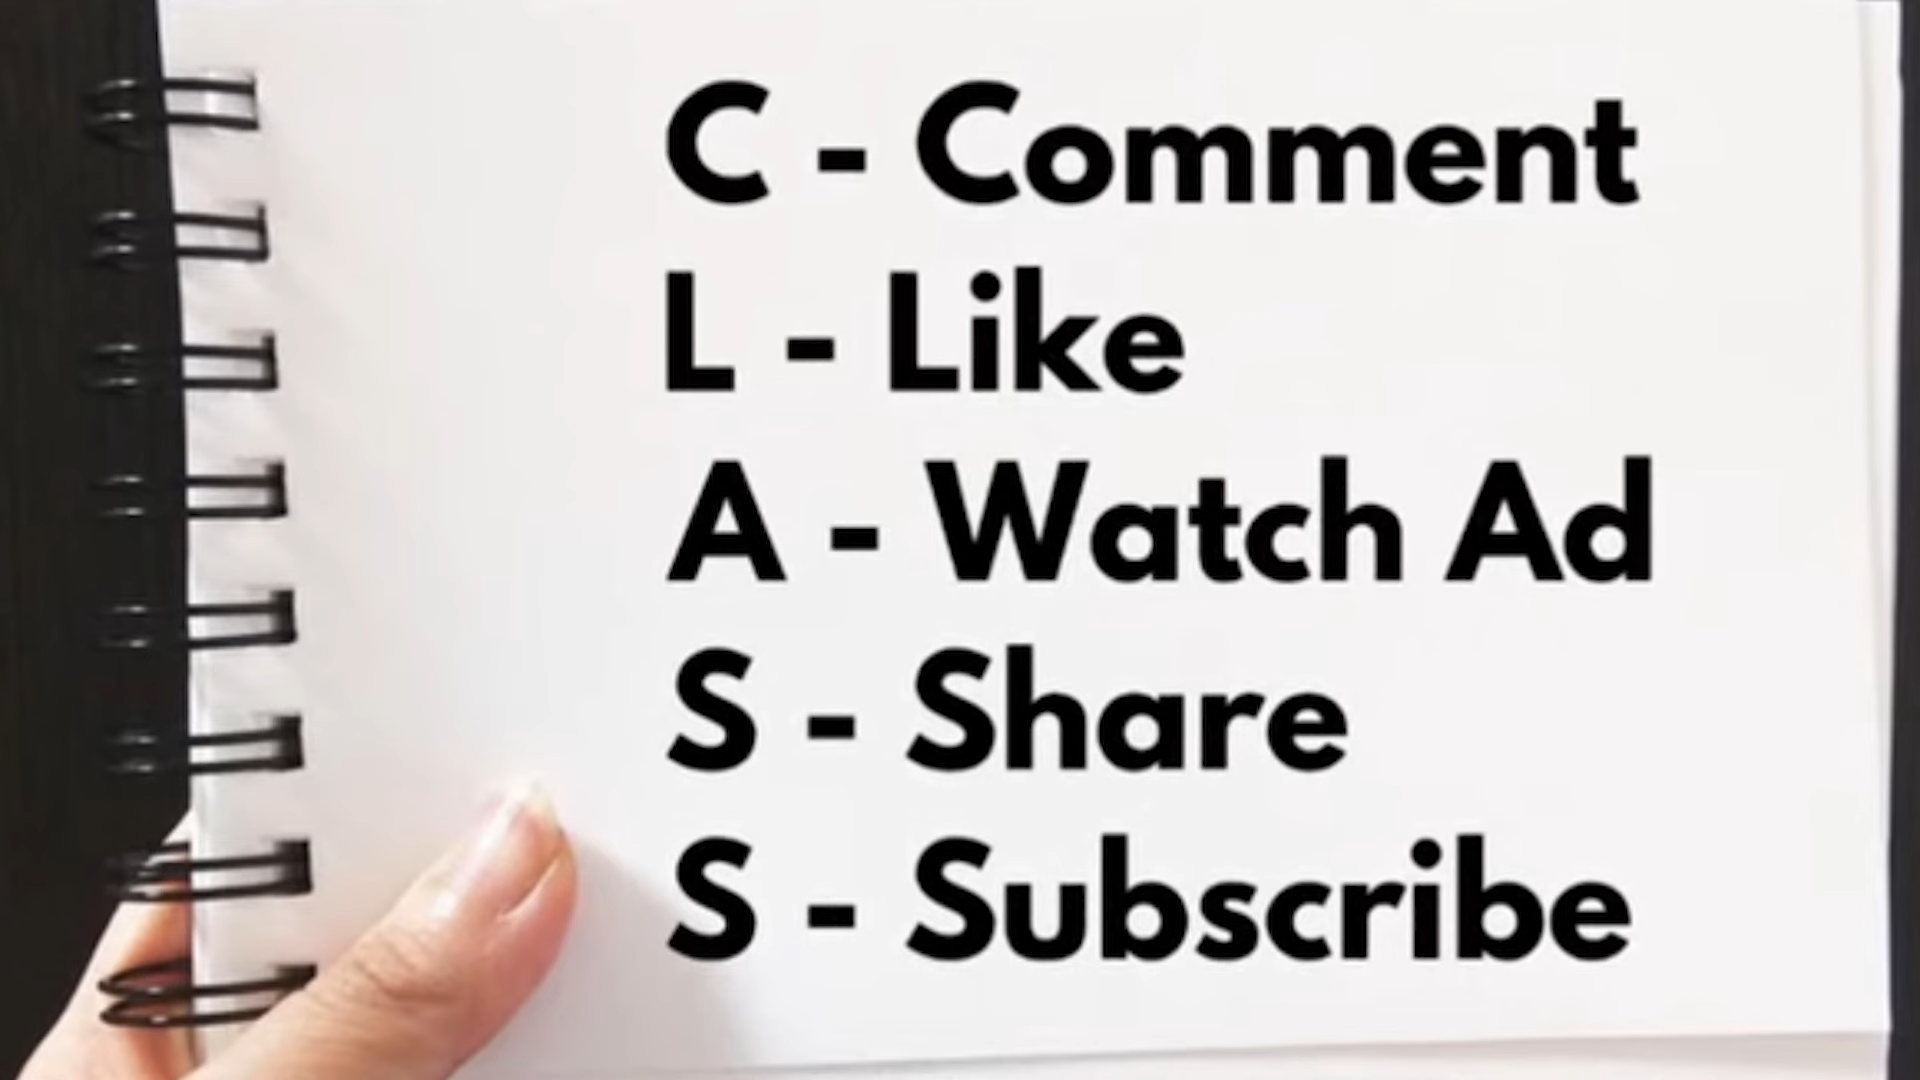 C - Comment
L - Like
A - Watch Ad
S - Share
S - Subscribe